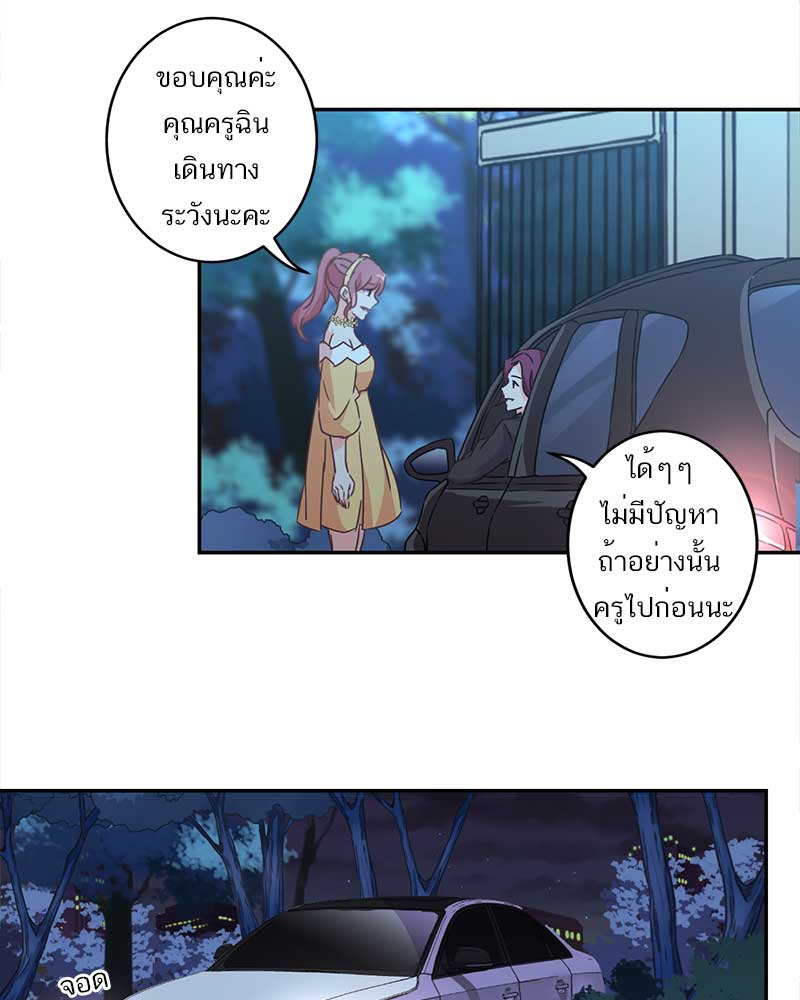 ขอบคุณค่ะ
คุณครูฉิน
เดินทาง
ระวังนะคะ
ได้ๆๆ
ไม่มีปัญหา
ถ้าอย่างนั้น
ครูไปก่อนนะ
จอด